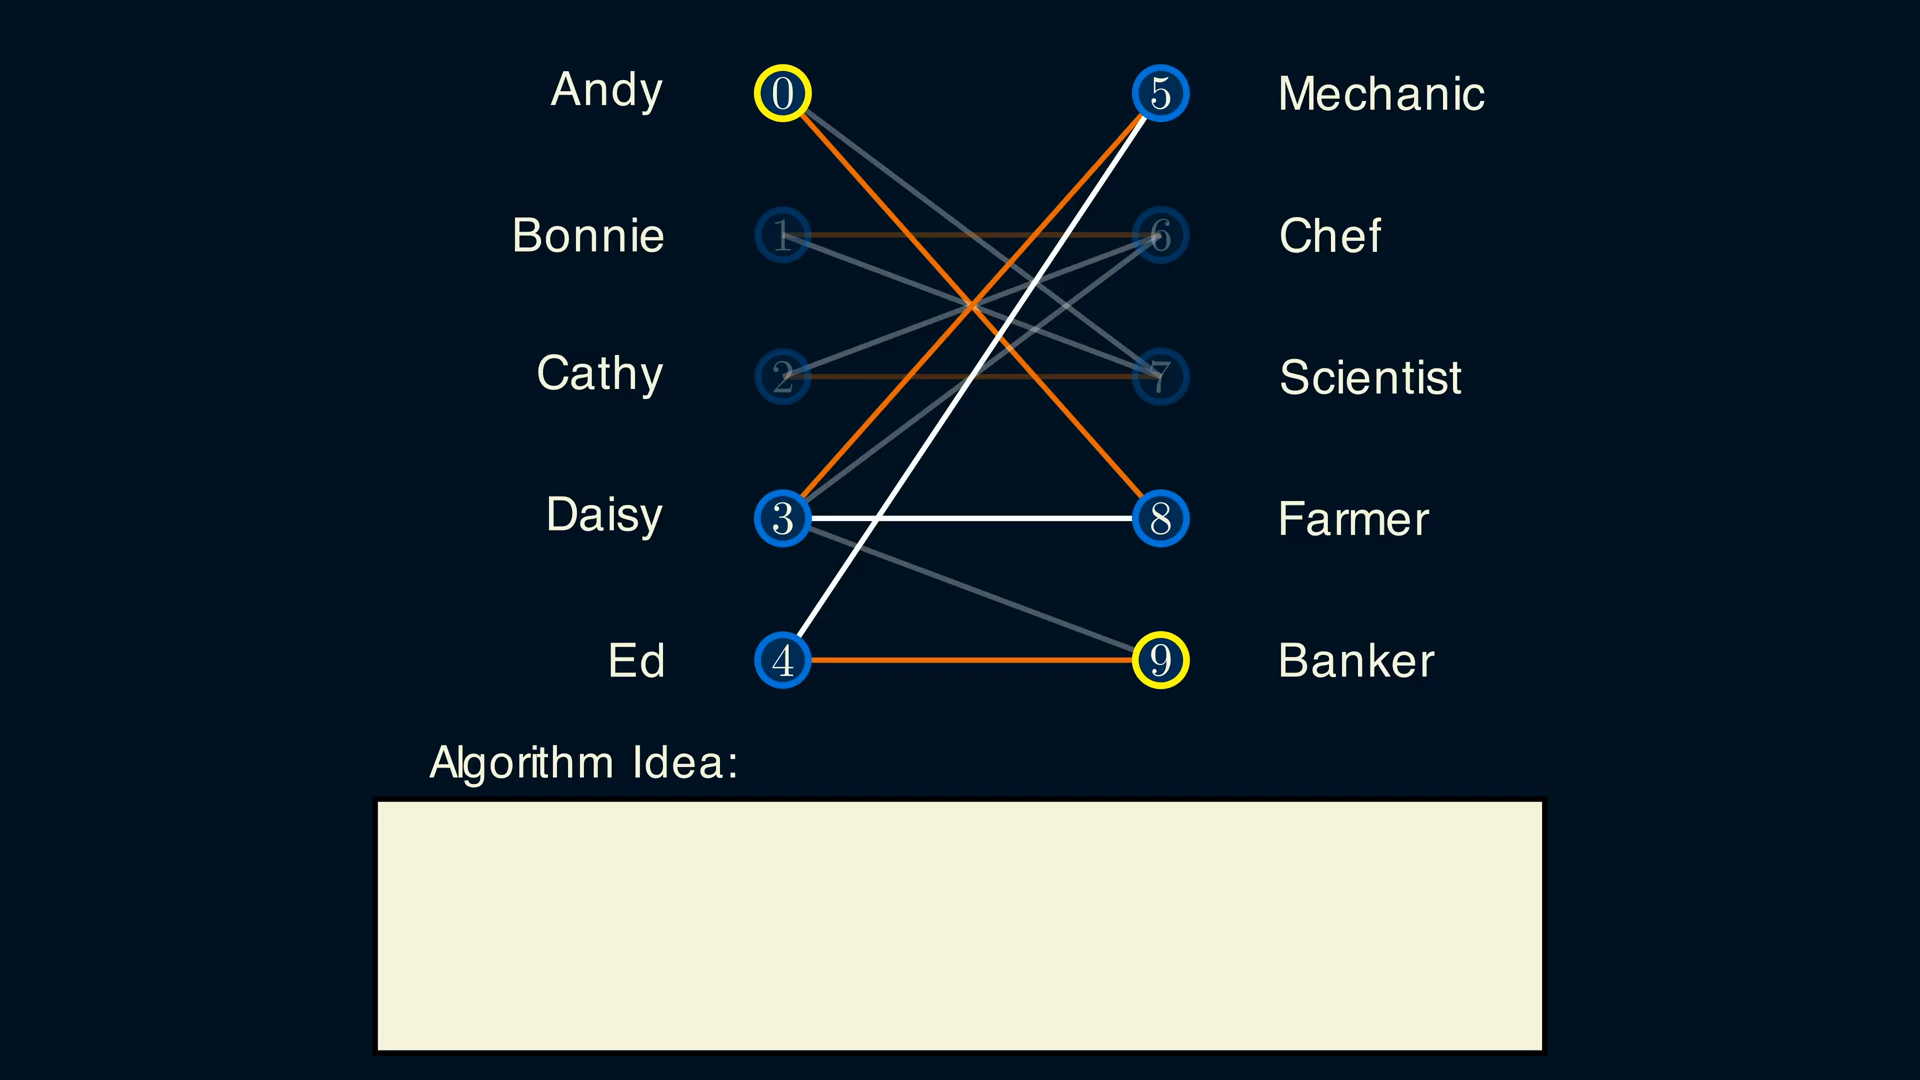 Andy 0 5 Mechanic
Bonnie 1 6 Chef
Cathy 2 7 Scientist
Daisy 3 8 Farmer
Ed 4 9 Banker
Algorithm Idea: